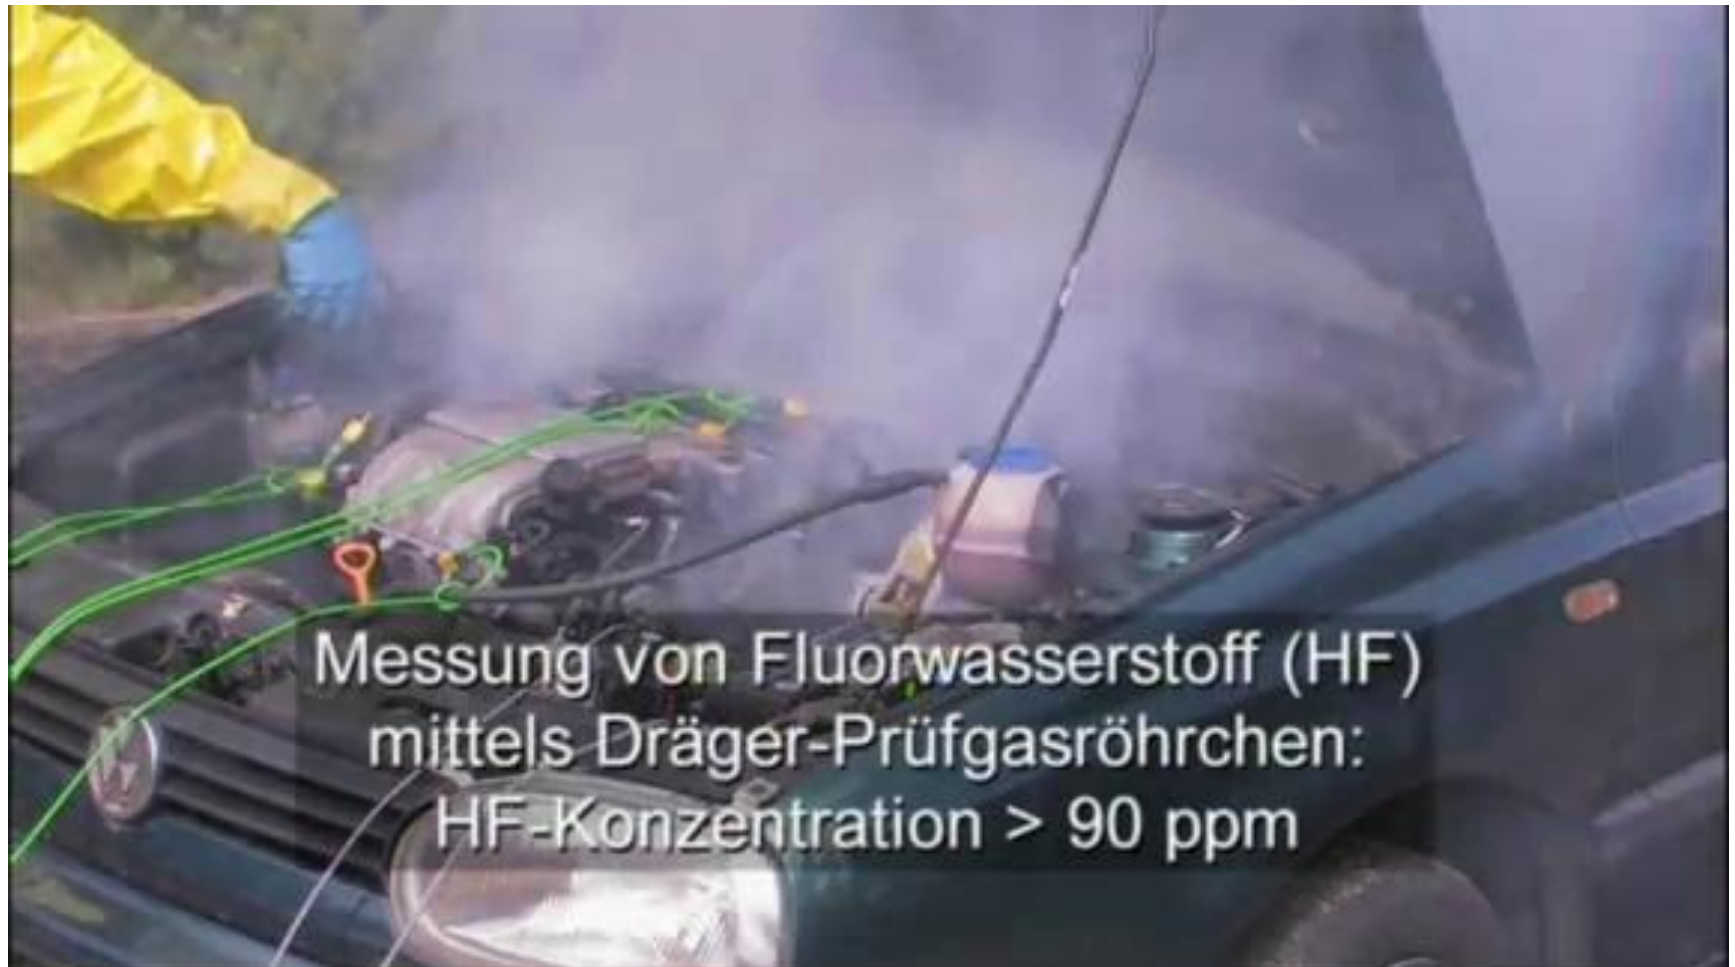 Messung von Fluorwasserstoff (HF)
mittels Dräger-Prüfgasröhrchen:
HF-Konzentration > 90 ppm